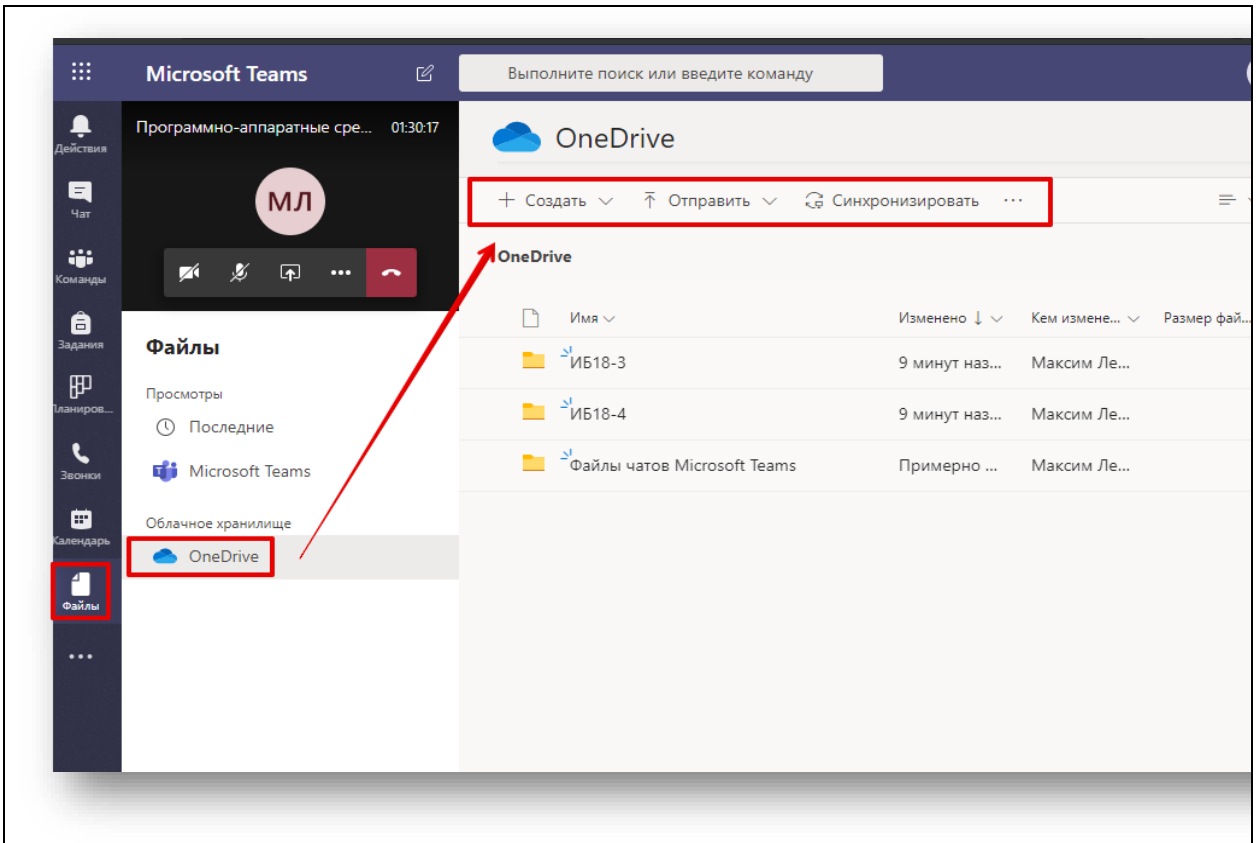 Microsoft Teams
Выполните поиск или введите команду
Действия
Чат
Команды
Задания
Планиров...
Звонки
Календарь
Файлы
Программно-аппаратные сре... 01:30:17
МЛ
Файлы
Просмотры
Последние
Microsoft Teams
Облачное хранилище
OneDrive
OneDrive
Создать
Отправить
Синхронизировать
OneDrive
Имя Изменено Кем измене... Размер фай...
ИБ18-3 9 минут наз... Максим Ле...
ИБ18-4 9 минут наз... Максим Ле...
Файлы чатов Microsoft Teams Примерно ... Максим Ле...